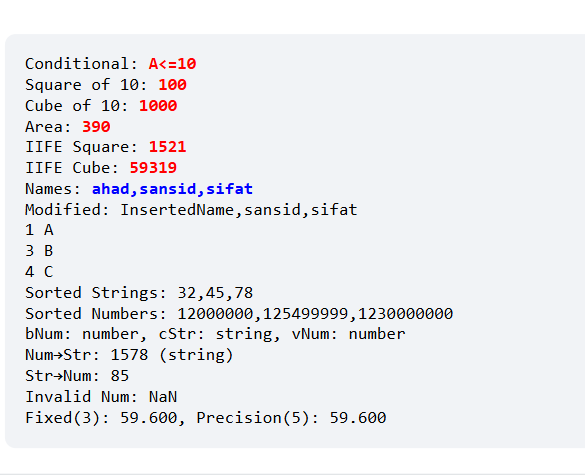 Conditional: A<=10
Square of 10: 100
Cube of 10: 1000
Area: 390
IIFE Square: 1521
IIFE Cube: 59319
Names: ahad,sansid,sifat
Modified: InsertedName,sansid,sifat
1 A
3 B
4 C
Sorted Strings: 32,45,78
Sorted Numbers: 12000000,125499999,1230000000
bNum: number, cStr: string, vNum: number
Num→Str: 1578 (string)
Str→Num: 85
Invalid Num: NaN
Fixed(3): 59.600, Precision(5): 59.600